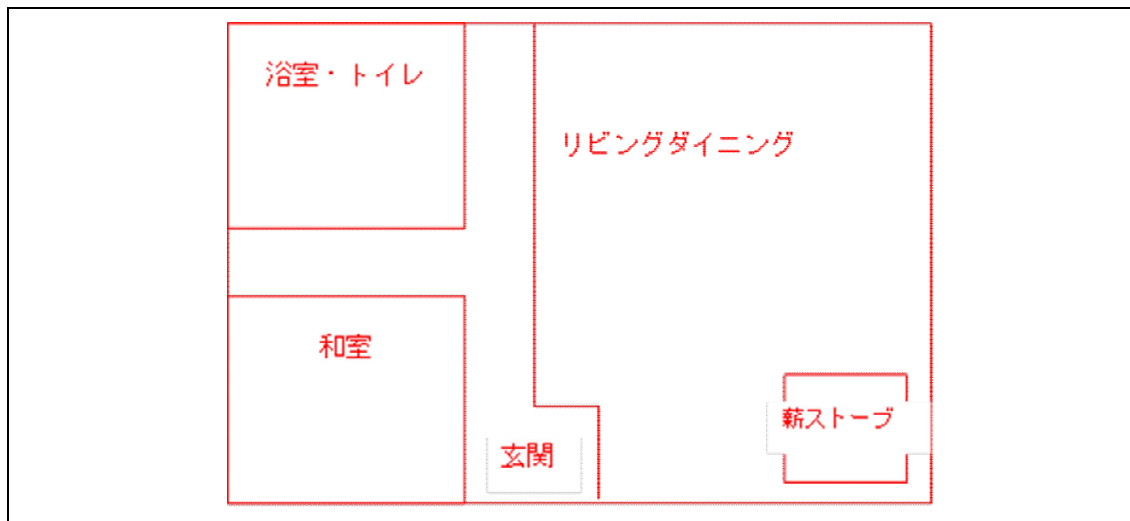 浴室・トイレ
リビングダイニング
和室
薪ストーブ
玄関